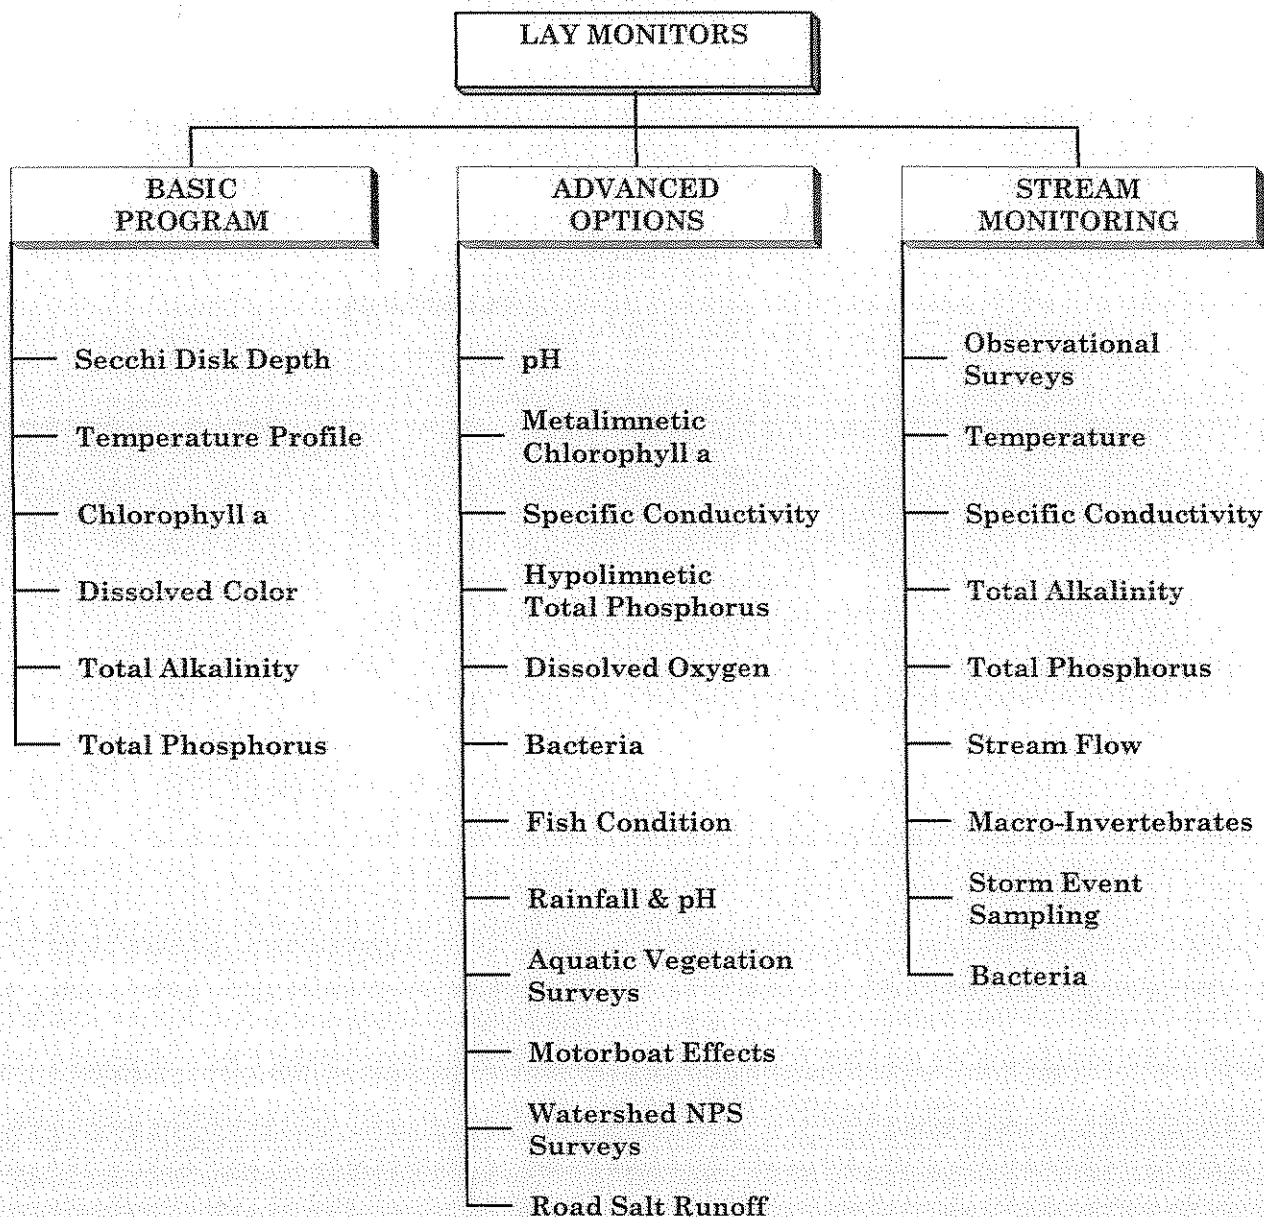 LAY MONITORS
BASIC
PROGRAM
Secchi Disk Depth
Temperature Profile
Chlorophyll a
Dissolved Color
Total Alkalinity
Total Phosphorus
ADVANCED
OPTIONS
pH
Metalimnetic
Chlorophyll a
Specific Conductivity
Hypolimnetic
Total Phosphorus
Dissolved Oxygen
Bacteria
Fish Condition
Rainfall & pH
Aquatic Vegetation
Surveys
Motorboat Effects
Watershed NPS
Surveys
Road Salt Runoff
STREAM
MONITORING
Observational
Surveys
Temperature
Specific Conductivity
Total Alkalinity
Total Phosphorus
Stream Flow
Macro-Invertebrates
Storm Event
Sampling
Bacteria